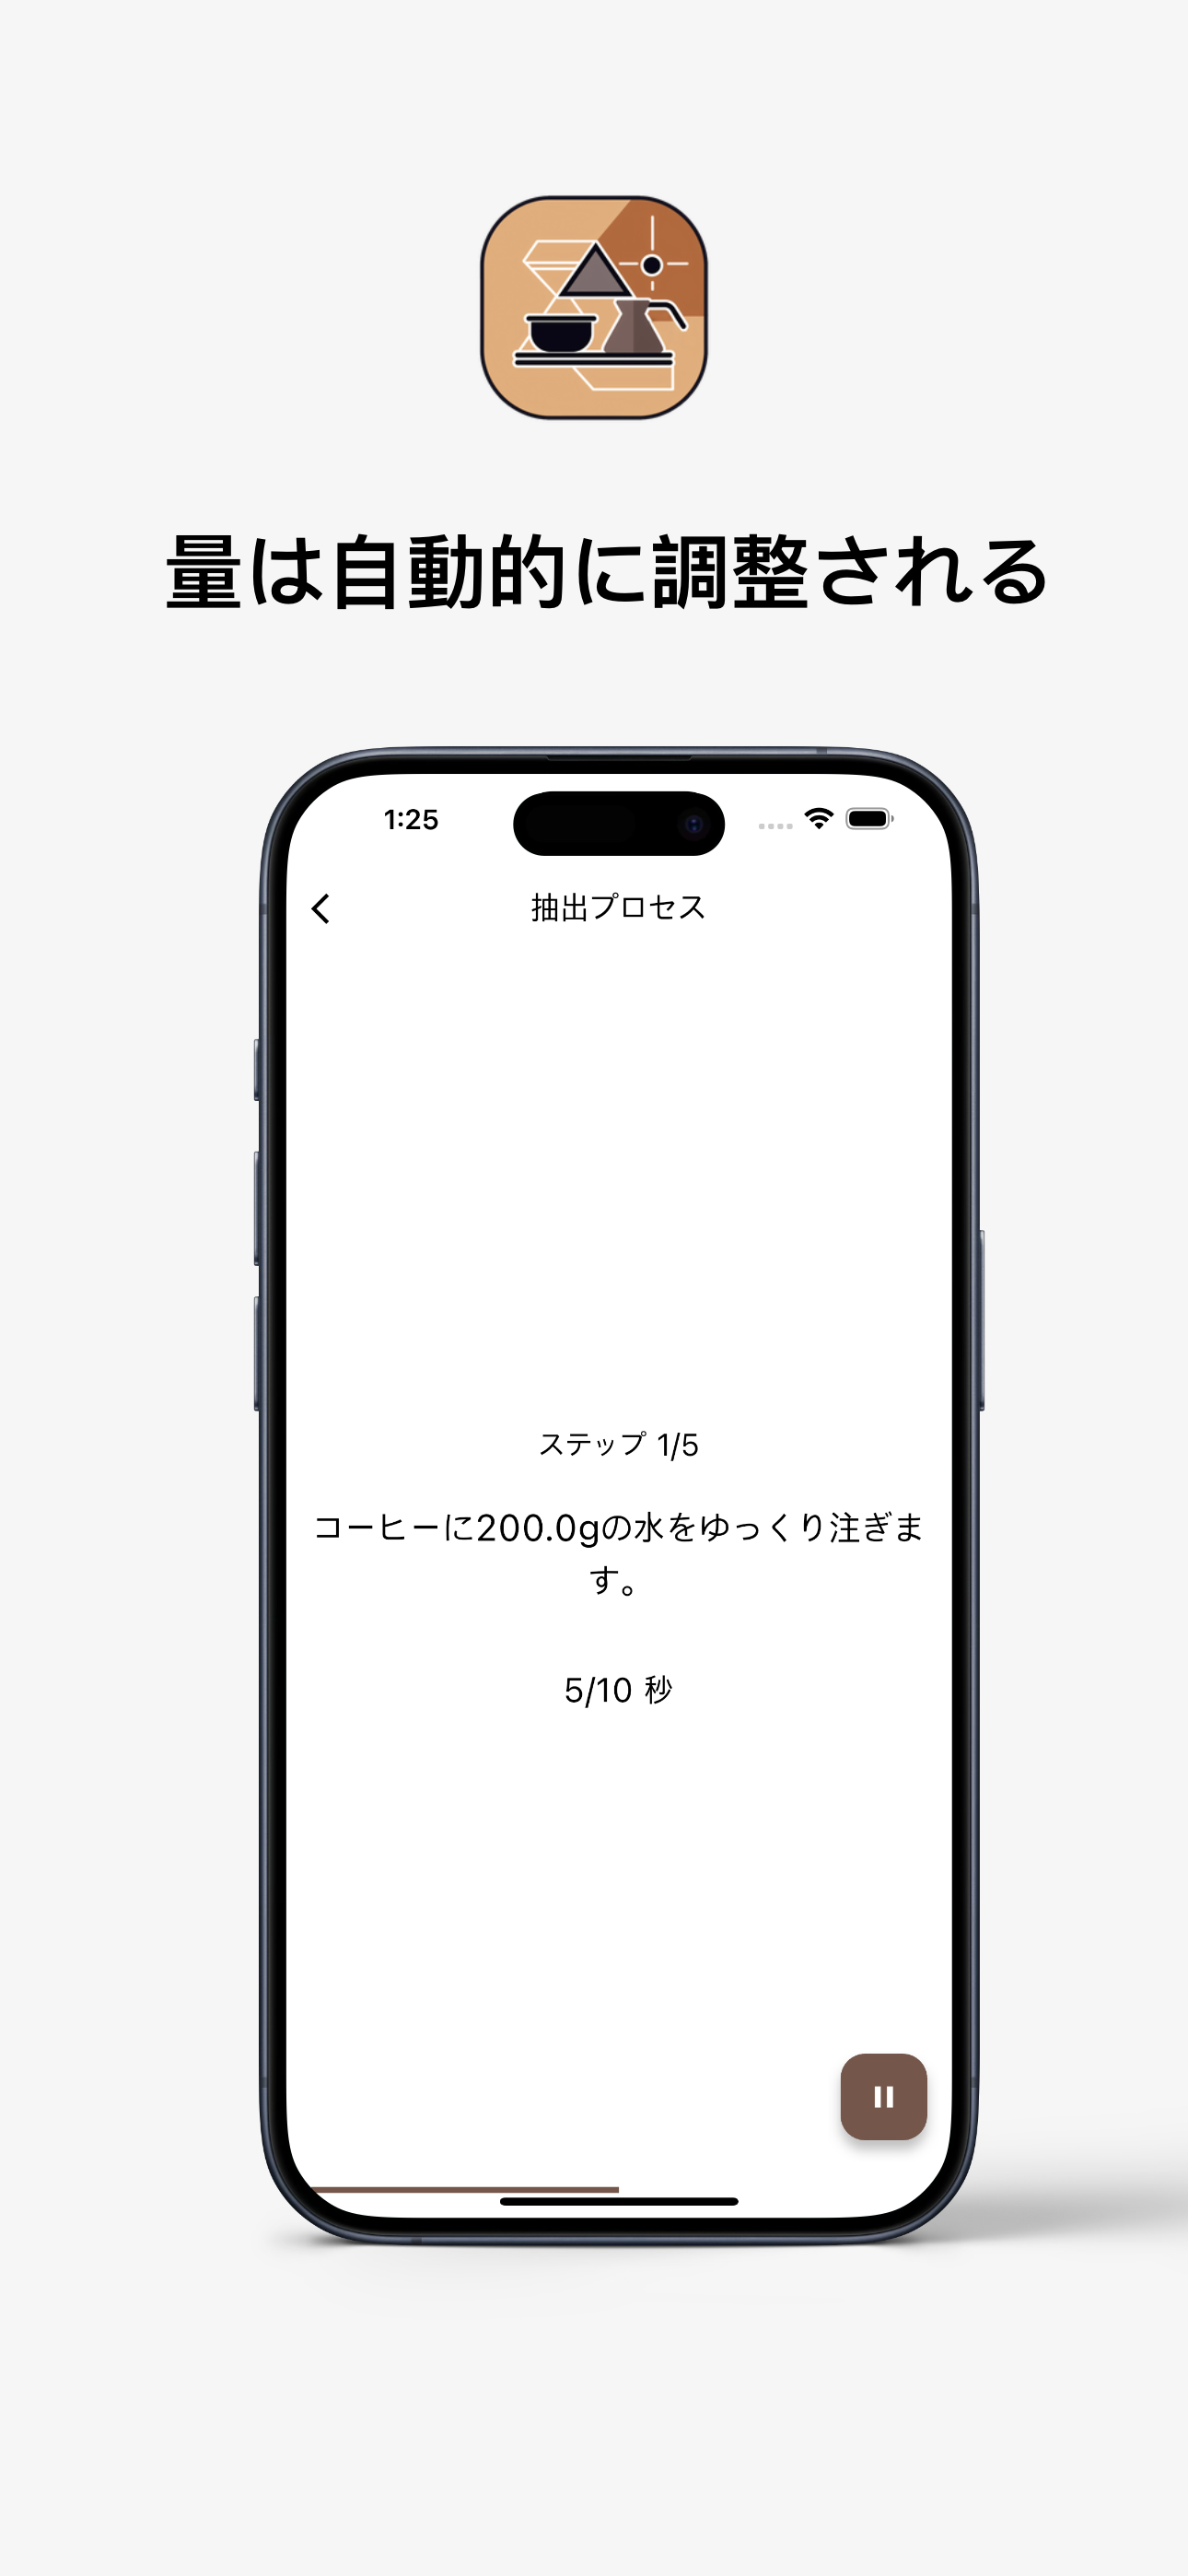 量は自動的に調整される
1:25
抽出プロセス
ステップ 1/5
コーヒーに200.0gの水をゆっくり注ぎま
す。
5/10 秒